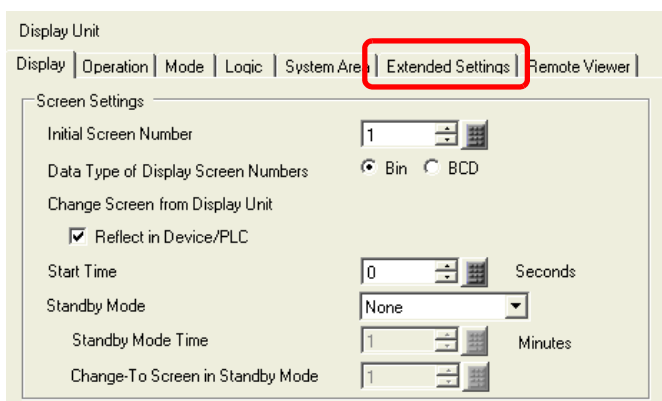 Display Unit
Display Operation Mode Logic System Area Extended Settings Remote Viewer
Screen Settings
Initial Screen Number 1
Data Type of Display Screen Numbers Bin BCD
Change Screen from Display Unit
Reflect in Device/PLC
Start Time 0 Seconds
Standby Mode None
Standby Mode Time 1 Minutes
Change-To Screen in Standby Mode 1